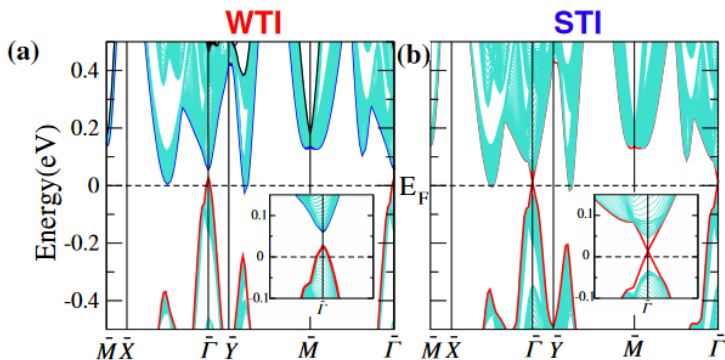 WTI STI
(a) (b)
Energy(eV)
0.4
0.2
0
-0.2
-0.4
E_F
0.1
0
-0.1
Γ̄
0.1
0
-0.1
Γ̄
M̄ X̄ Γ̄ Ȳ M̄ Γ̄
M̄ X̄ Γ̄ Ȳ M̄ Γ̄